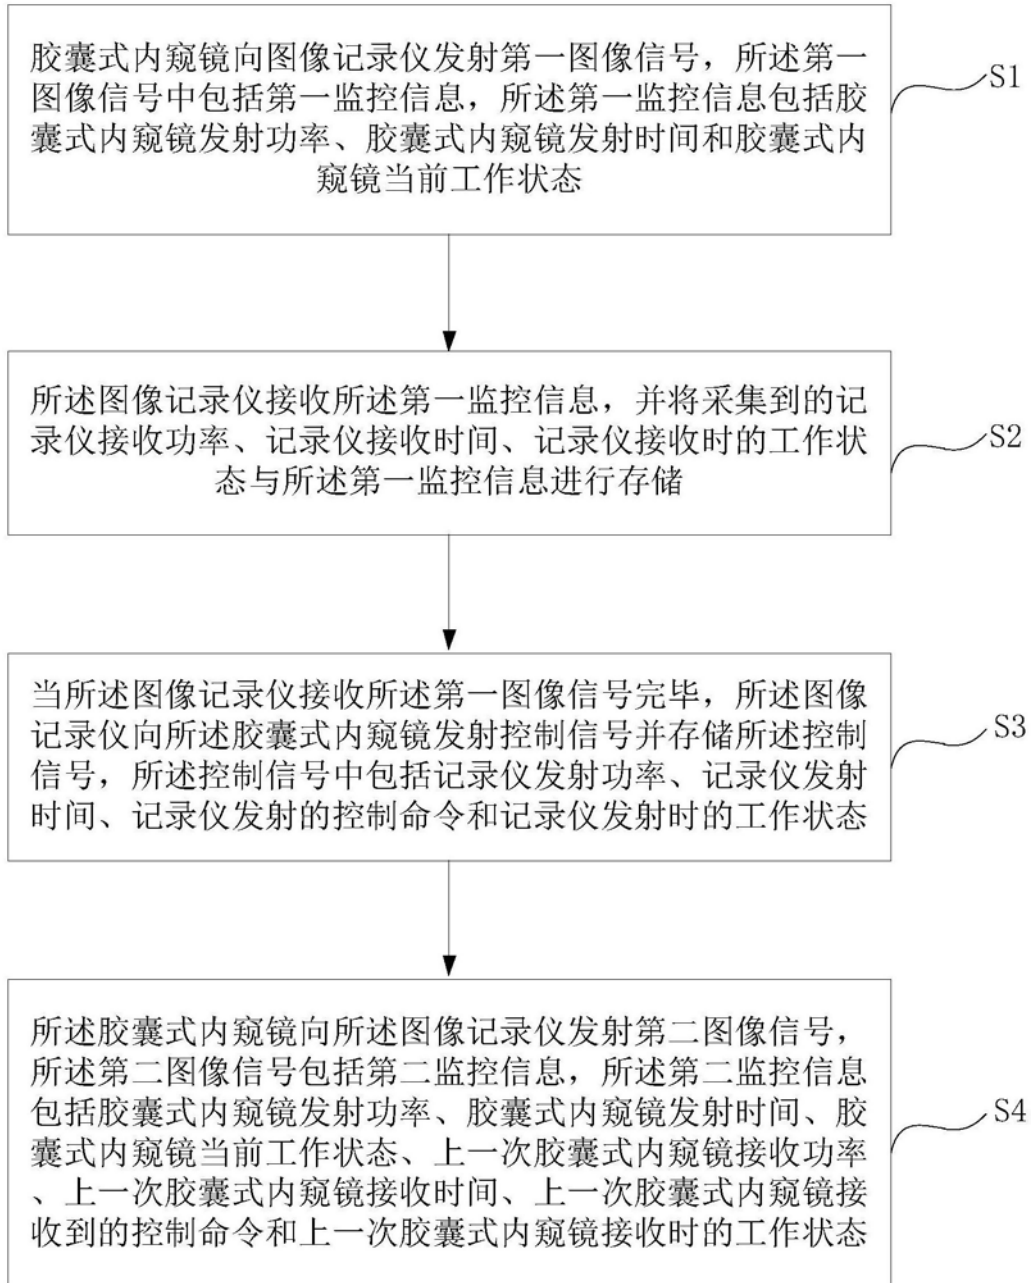 胶囊式内窥镜向图像记录仪发射第一图像信号，所述第一
图像信号中包括第一监控信息，所述第一监控信息包括胶
囊式内窥镜发射功率、胶囊式内窥镜发射时间和胶囊式内
窥镜当前工作状态
S1
所述图像记录仪接收所述第一监控信息，并将采集到的记
录仪接收功率、记录仪接收时间、记录仪接收时的工作状
态与所述第一监控信息进行存储
S2
当所述图像记录仪接收所述第一图像信号完毕，所述图像
记录仪向所述胶囊式内窥镜发射控制信号并存储所述控制
信号，所述控制信号中包括记录仪发射功率、记录仪发射
时间、记录仪发射的控制命令和记录仪发射时的工作状态
S3
所述胶囊式内窥镜向所述图像记录仪发射第二图像信号，
所述第二图像信号包括第二监控信息，所述第二监控信息
包括胶囊式内窥镜发射功率、胶囊式内窥镜发射时间、胶
囊式内窥镜当前工作状态、上一次胶囊式内窥镜接收功率
、上一次胶囊式内窥镜接收时间、上一次胶囊式内窥镜接
收到的控制命令和上一次胶囊式内窥镜接收时的工作状态
S4